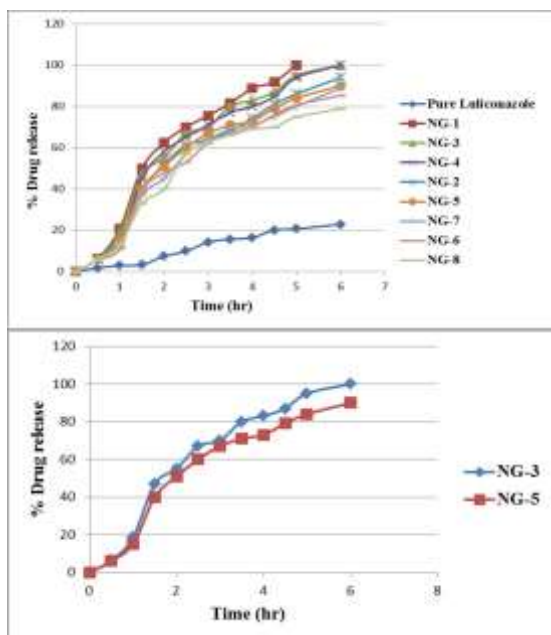 120
100
80
60
40
20
0
% Drug release
0 1 2 3 4 5 6 7
Time (hr)
Pure Luliconazole
NG-1
NG-3
NG-4
NG-2
NG-5
NG-7
NG-6
NG-8
120
100
80
60
40
20
0
% Drug release
0 2 4 6 8
Time (hr)
NG-3
NG-5